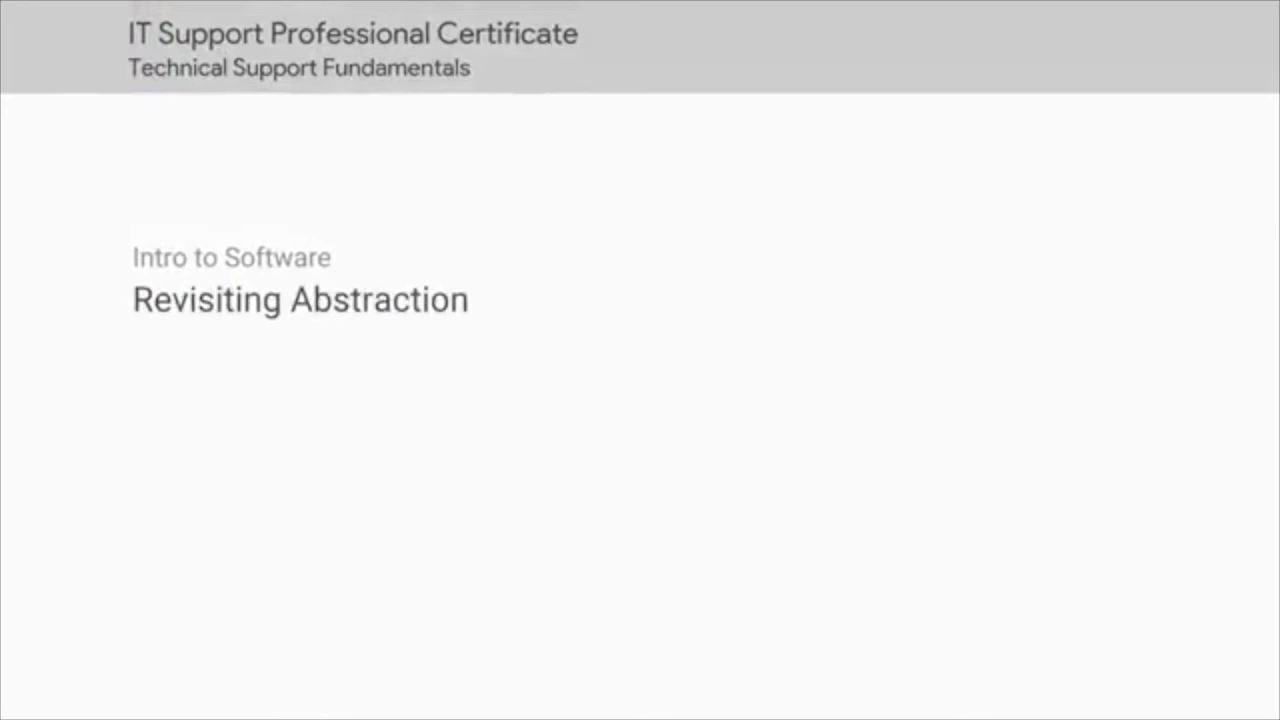 IT Support Professional Certificate
Technical Support Fundamentals
Intro to Software
Revisiting Abstraction